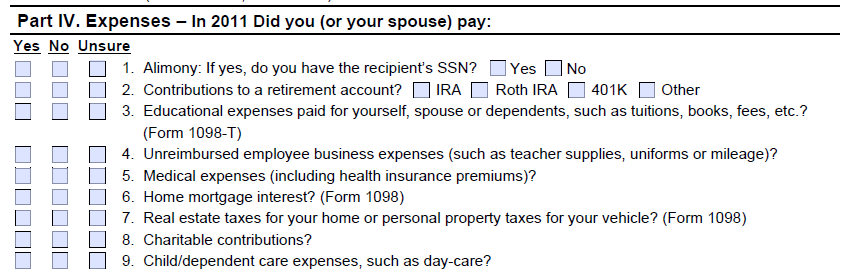 Part IV. Expenses – In 2011 Did you (or your spouse) pay:
Yes No Unsure
1. Alimony: If yes, do you have the recipient's SSN? Yes No
2. Contributions to a retirement account? IRA Roth IRA 401K Other
3. Educational expenses paid for yourself, spouse or dependents, such as tuitions, books, fees, etc.?
(Form 1098-T)
4. Unreimbursed employee business expenses (such as teacher supplies, uniforms or mileage)?
5. Medical expenses (including health insurance premiums)?
6. Home mortgage interest? (Form 1098)
7. Real estate taxes for your home or personal property taxes for your vehicle? (Form 1098)
8. Charitable contributions?
9. Child/dependent care expenses, such as day-care?